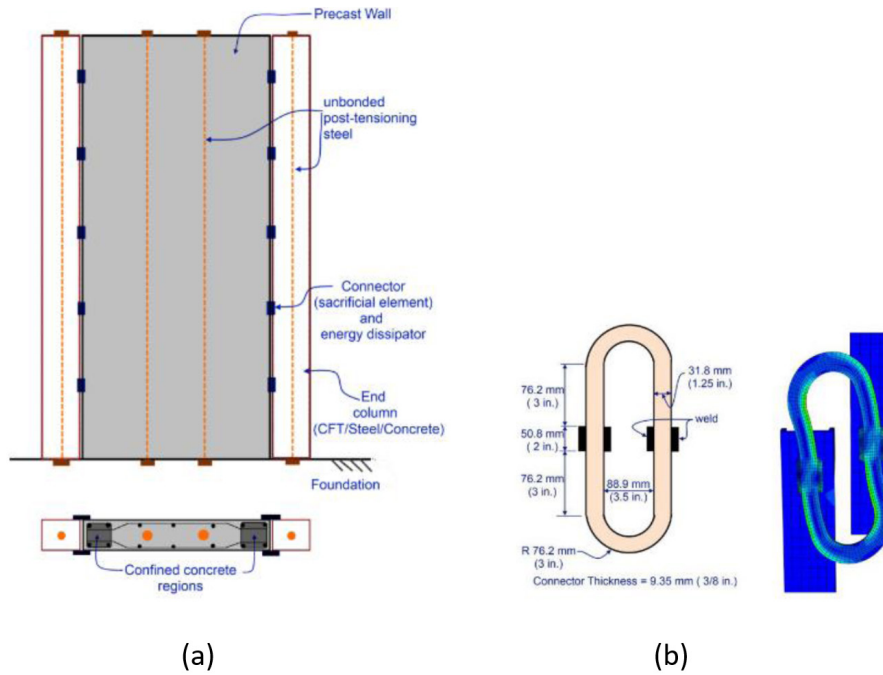 Precast Wall
unbonded
post-tensioning
steel
Connector
(sacrificial element)
and
energy dissipator
End
column
(CFT/Steel/Concrete)
Foundation
Confined concrete
regions
(a)
76.2 mm
( 3 in.)
50.8 mm
( 2 in.)
76.2 mm
(3 in.)
31.8 mm
(1.25 in.)
weld
88.9 mm
(3.5 in.)
R 76.2 mm
(3 in.)
Connector Thickness = 9.35 mm ( 3/8 in.)
(b)